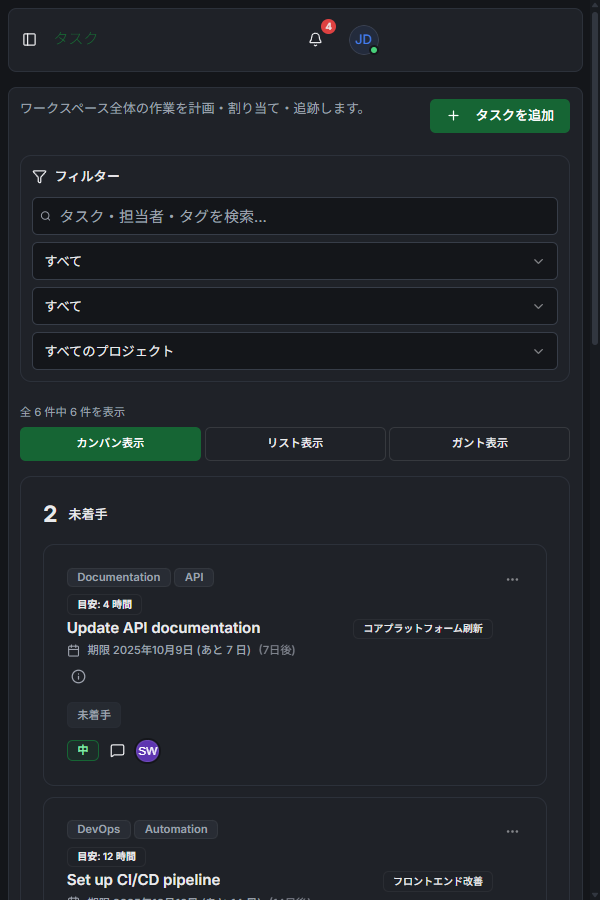 タスク
4
JD
ワークスペース全体の作業を計画・割り当て・追跡します。
タスクを追加
フィルター
タスク・担当者・タグを検索...
すべて
すべて
すべてのプロジェクト
全 6 件中 6 件を表示
カンバン表示
リスト表示
ガント表示
2 未着手
Documentation API
目安: 4 時間
Update API documentation
コアプラットフォーム刷新
期限 2025年10月9日 (あと 7 日) (7日後)
未着手
中
SW
DevOps Automation
目安: 12 時間
Set up CI/CD pipeline
フロントエンド改善